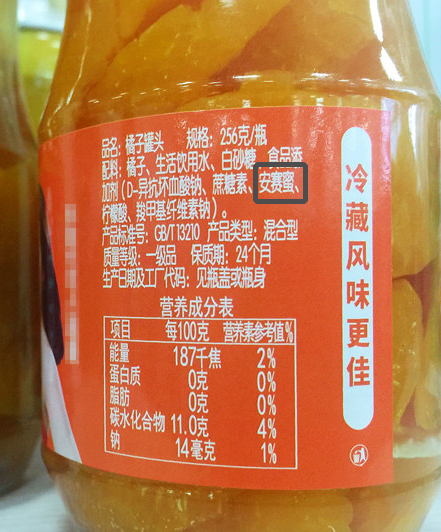 品名：橘子罐头 规格：256克/瓶
配料：橘子、生活饮用水、白砂糖、食品添
加剂（D-异抗坏血酸钠、蔗糖素、安赛蜜、
柠檬酸、羧甲基纤维素钠）。
产品标准号：GB/T13210 产品类型：混合型
质量等级：一级品 保质期：24个月
生产日期及工厂代码：见瓶盖或瓶身
营养成分表
项目 每100克 营养素参考值%
能量 187千焦 2%
蛋白质 0克 0%
脂肪 0克 0%
碳水化合物 11.0克 4%
钠 14毫克 1%
冷藏风味更佳